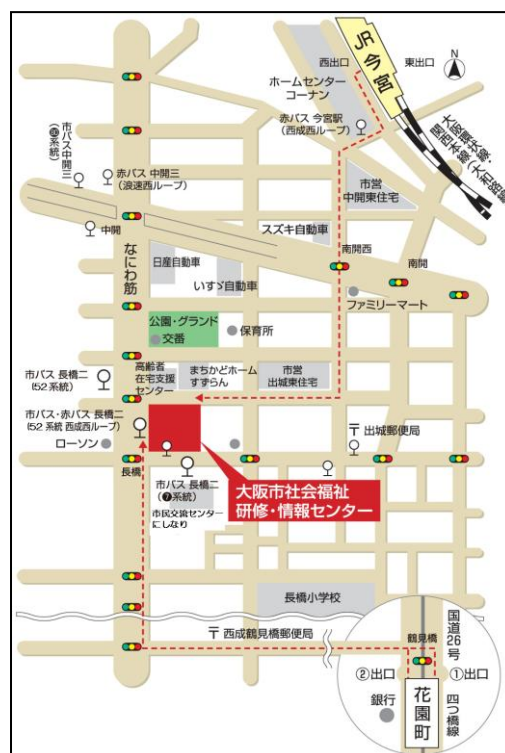 JR今宮
西出口
東出口
N
ホームセンター
コーナン
赤バス 今宮駅
(西成西ループ)
大阪環状線・
関西本線(大和路線)
市バス中開三
赤バス 中開三
(浪速西ループ)
市営
中開東住宅
中開
なにわ筋
スズキ自動車
南開西
南開
日産自動車
いすゞ自動車
ファミリーマート
公園・グランド
交番
保育所
高齢者
在宅支援
センター
まちかどホーム
すずらん
市営
出城東住宅
市バス 長橋二
(52系統)
市バス・赤バス 長橋二
(52系統 西成西ループ)
ローソン
〒出城郵便局
長橋
市バス 長橋二
(❼系統)
市民交流センター
にしなり
大阪市社会福祉
研修・情報センター
長橋小学校
〒西成鶴見橋郵便局
鶴見橋
国道26号
②出口
①出口
銀行
花園町
四つ橋線